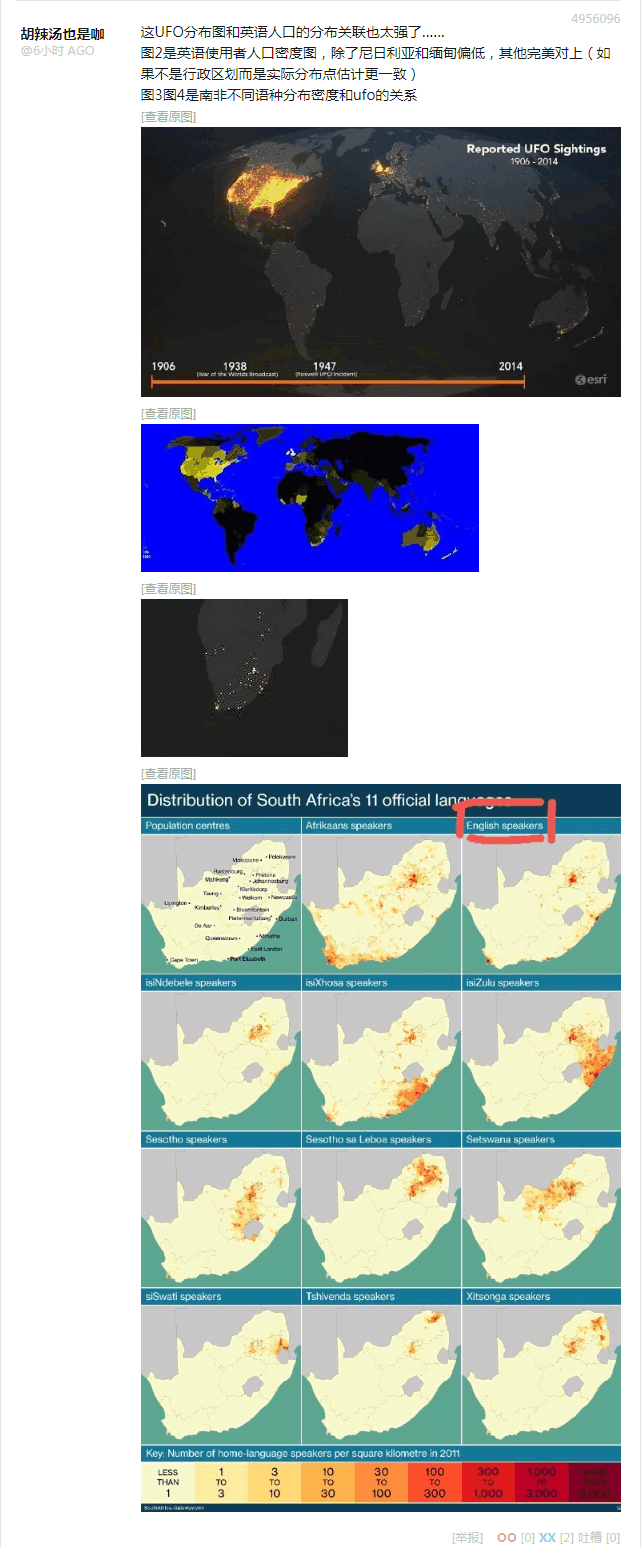 4956096
胡辣汤也是咖
@6小时 AGO
这UFO分布图和英语人口的分布关联也太强了......
图2是英语使用者人口密度图，除了尼日利亚和缅甸偏低，其他完美对上（如
果不是行政区划而是实际分布点估计更一致）
图3图4是南非不同语种分布密度和ufo的关系
[查看原图]
Reported UFO Sightings
1906 - 2014
1906 1938 1947 2014
(War of the Worlds Broadcast) (Roswell UFO Incident)
esri
[查看原图]
[查看原图]
[查看原图]
Distribution of South Africa's 11 official languages
Population centres Afrikaans speakers English speakers
Makopane Polokwane
Rustenburg Pretoria
Mahikeng Johannesburg
Klerksdorp
Taung Welkom Newcastle
Upington Kimberley Bloemfontein
Pietermaritzburg Durban
De Aar
Queenstown Mthatha
East London
Cape Town Port Elizabeth
isiNdebele speakers isiXhosa speakers isiZulu speakers
Sesotho speakers Sesotho sa Leboa speakers Setswana speakers
siSwati speakers Tshivenda speakers Xitsonga speakers
Key: Number of home-language speakers per square kilometre in 2011
LESS THAN 1 1 TO 3 3 TO 10 10 TO 30 30 TO 100 100 TO 300 300 TO 1,000 1,000 TO 3,000 MORE THAN 3,000
SouthAfrica-Gateway.com
[举报] OO [0] XX [2] 吐槽 [0]